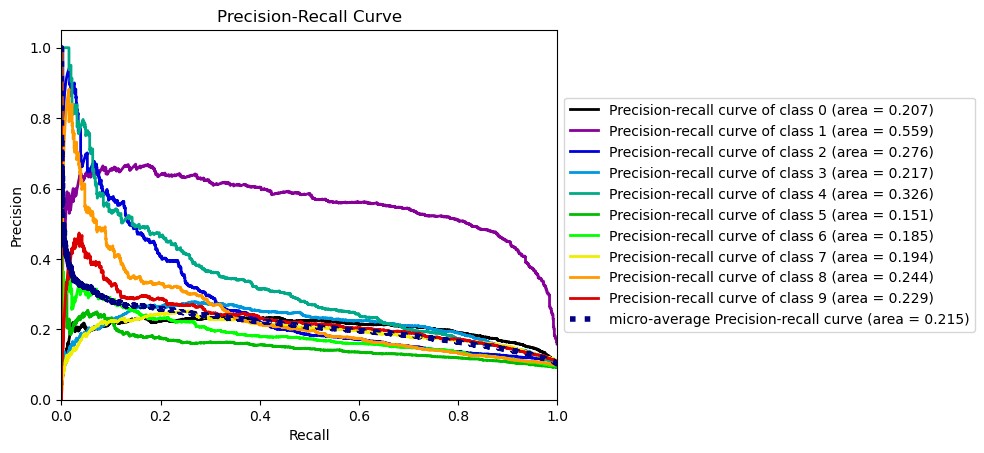 Precision-Recall Curve
Precision
1.0
0.8
0.6
0.4
0.2
0.0
0.0 0.2 0.4 0.6 0.8 1.0
Recall
Precision-recall curve of class 0 (area = 0.207)
Precision-recall curve of class 1 (area = 0.559)
Precision-recall curve of class 2 (area = 0.276)
Precision-recall curve of class 3 (area = 0.217)
Precision-recall curve of class 4 (area = 0.326)
Precision-recall curve of class 5 (area = 0.151)
Precision-recall curve of class 6 (area = 0.185)
Precision-recall curve of class 7 (area = 0.194)
Precision-recall curve of class 8 (area = 0.244)
Precision-recall curve of class 9 (area = 0.229)
micro-average Precision-recall curve (area = 0.215)